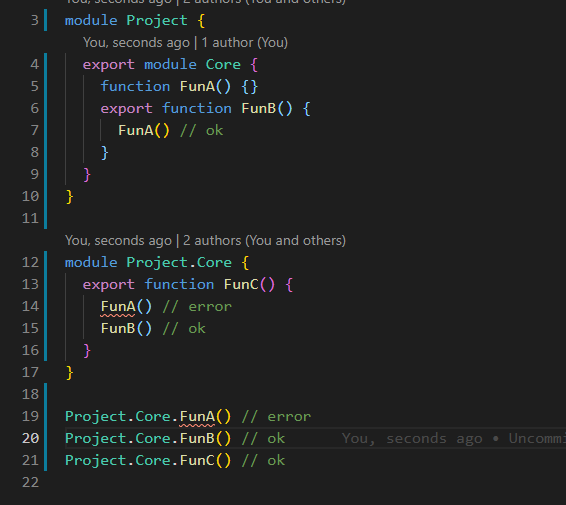 You, seconds ago | 2 authors (You and others)
3 module Project {
You, seconds ago | 1 author (You)
4 export module Core {
5 function FunA() {}
6 export function FunB() {
7 FunA() // ok
8 }
9 }
10 }
11
You, seconds ago | 2 authors (You and others)
12 module Project.Core {
13 export function FunC() {
14 FunA() // error
15 FunB() // ok
16 }
17 }
18
19 Project.Core.FunA() // error
20 Project.Core.FunB() // ok You, seconds ago • Uncommi
21 Project.Core.FunC() // ok
22